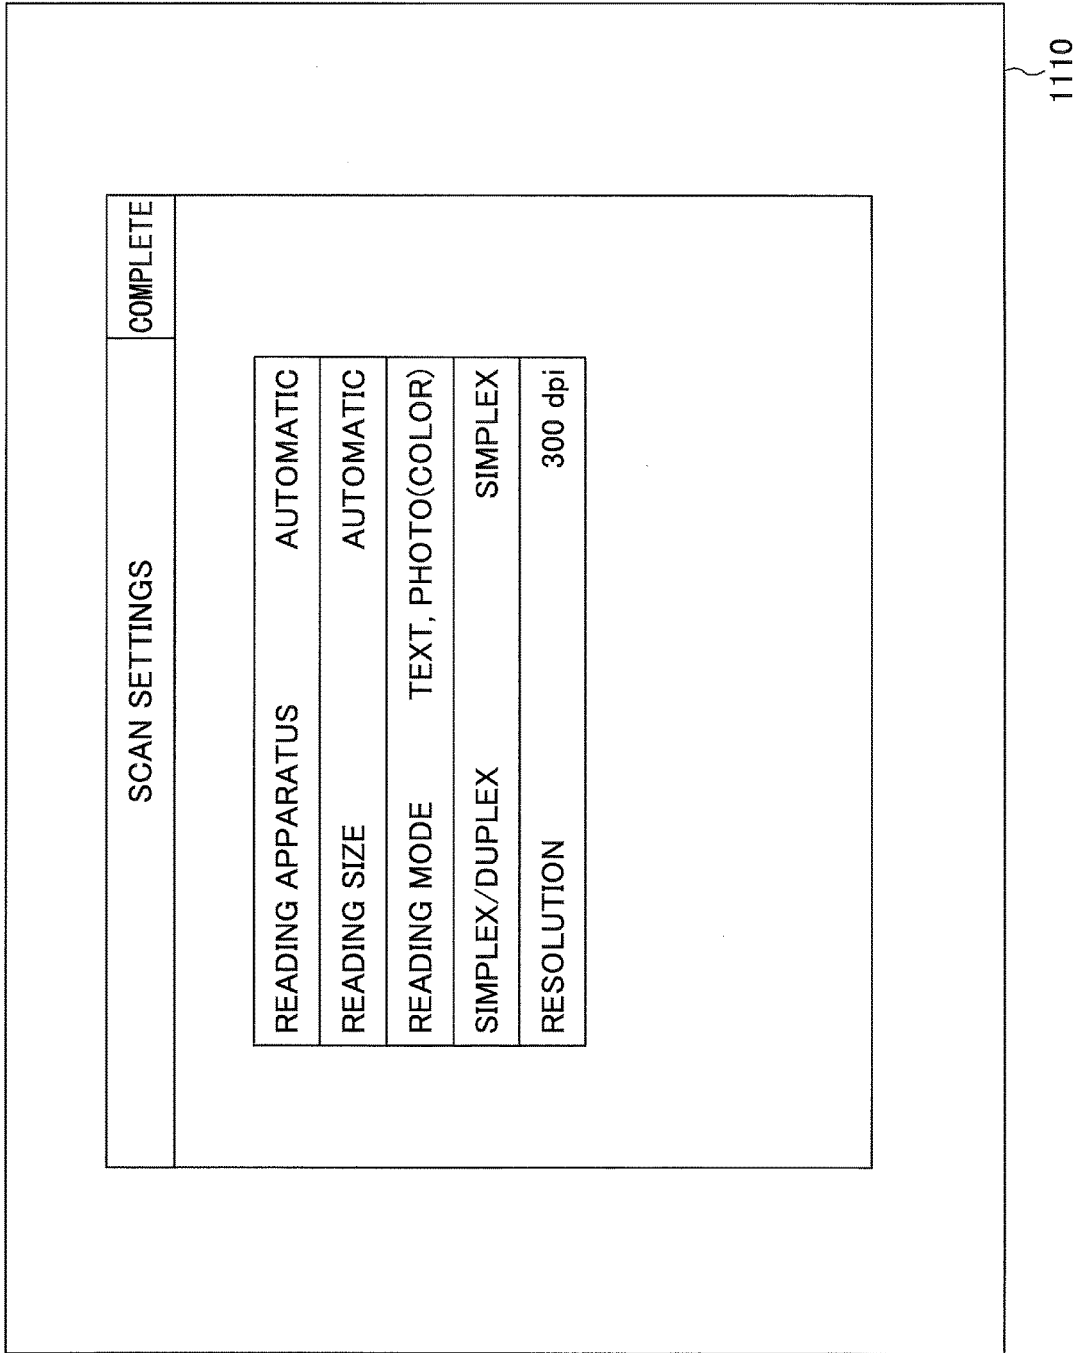 SCAN SETTINGS COMPLETE
READING APPARATUS AUTOMATIC
READING SIZE AUTOMATIC
READING MODE TEXT, PHOTO(COLOR)
SIMPLEX/DUPLEX SIMPLEX
RESOLUTION 300 dpi
1110